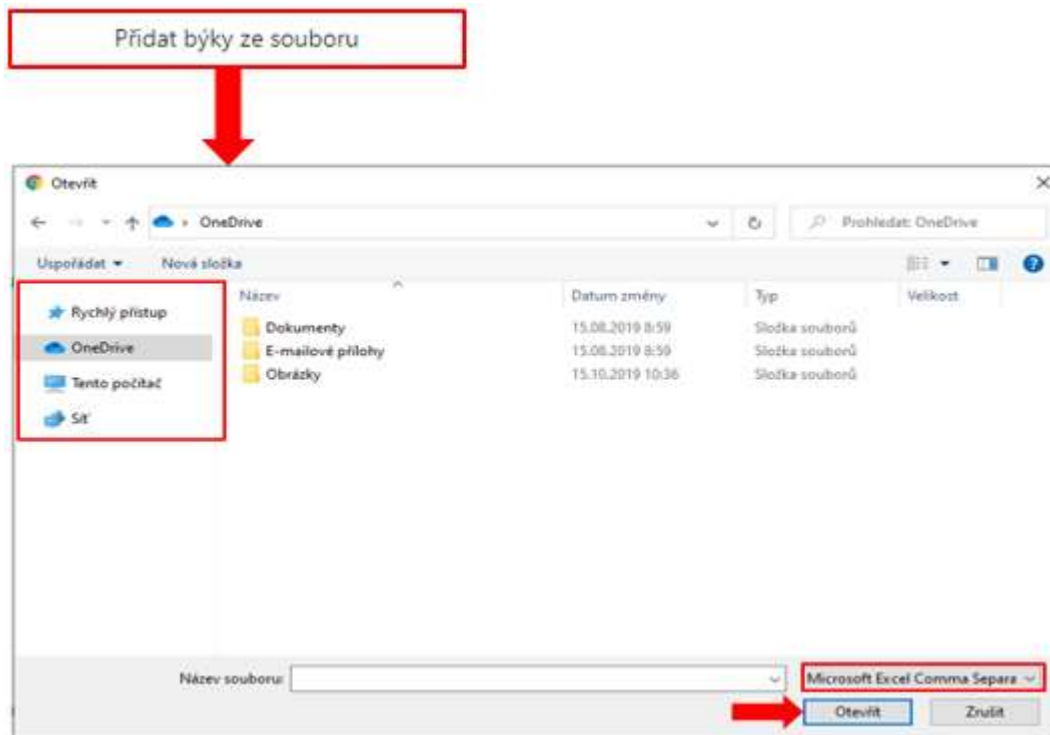 Přidat býky ze souboru
Otevřít
OneDrive
Prohledat: OneDrive
Uspořádat
Nová složka
Název Datum změny Typ Velikost
Rychlý přístup
OneDrive
Tento počítač
Síť
Dokumenty 15.08.2019 8:59 Složka souborů
E-mailové přílohy 15.08.2019 8:59 Složka souborů
Obrázky 15.10.2019 10:36 Složka souborů
Název souboru:
Microsoft Excel Comma Separa
Otevřít Zrušit